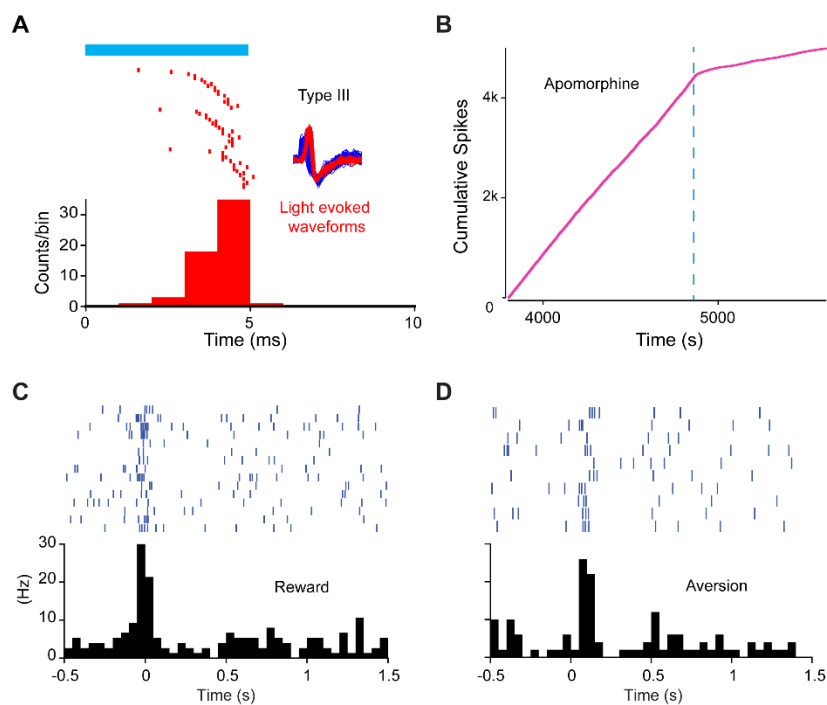 A
Type III
Light evoked
waveforms
Counts/bin
30
20
10
0
0
5
10
Time (ms)
B
Apomorphine
Cumulative Spikes
4k
2k
0
4000
5000
Time (s)
C
(Hz)
30
20
10
0
Reward
-0.5
0
0.5
1
1.5
Time (s)
D
Aversion
-0.5
0
0.5
1
1.5
Time (s)